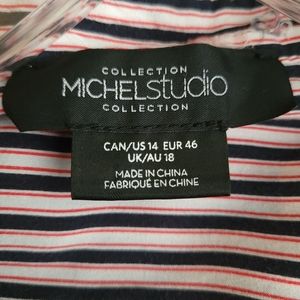 COLLECTION
MICHELstudio
COLLECTION
CAN/US 14 EUR 46
UK/AU 18
MADE IN CHINA
FABRIQUÉ EN CHINE